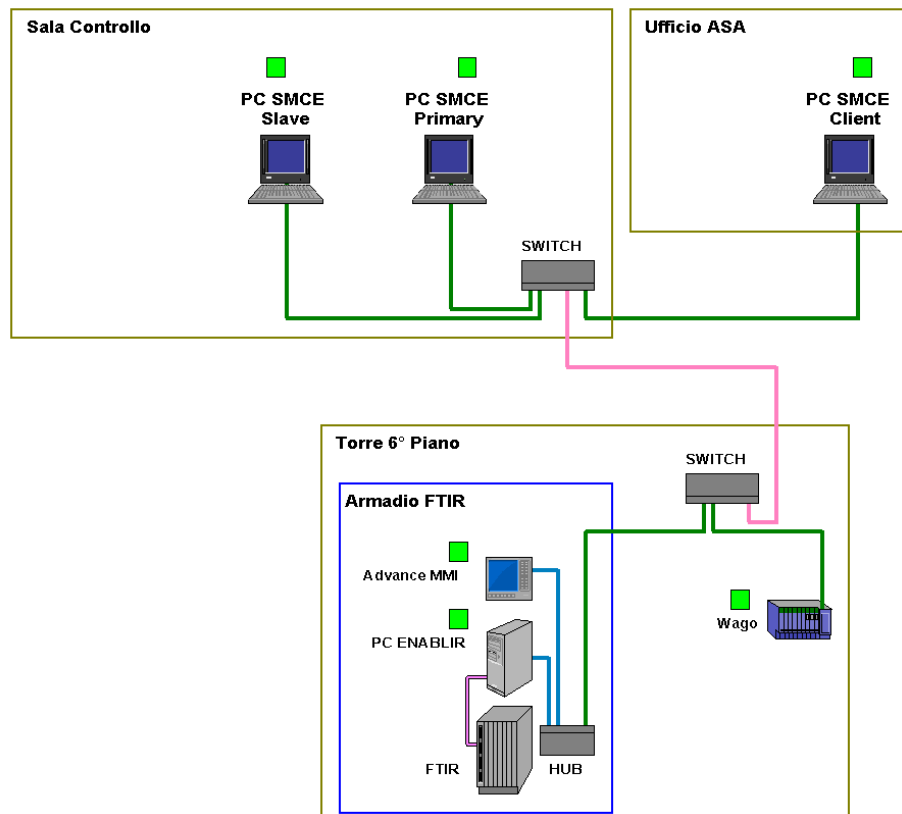 Sala Controllo
Ufficio ASA
PC SMCE
Slave
PC SMCE
Primary
PC SMCE
Client
SWITCH
Torre 6° Piano
SWITCH
Armadio FTIR
Advance MMI
PC ENABLIR
Wago
FTIR
HUB